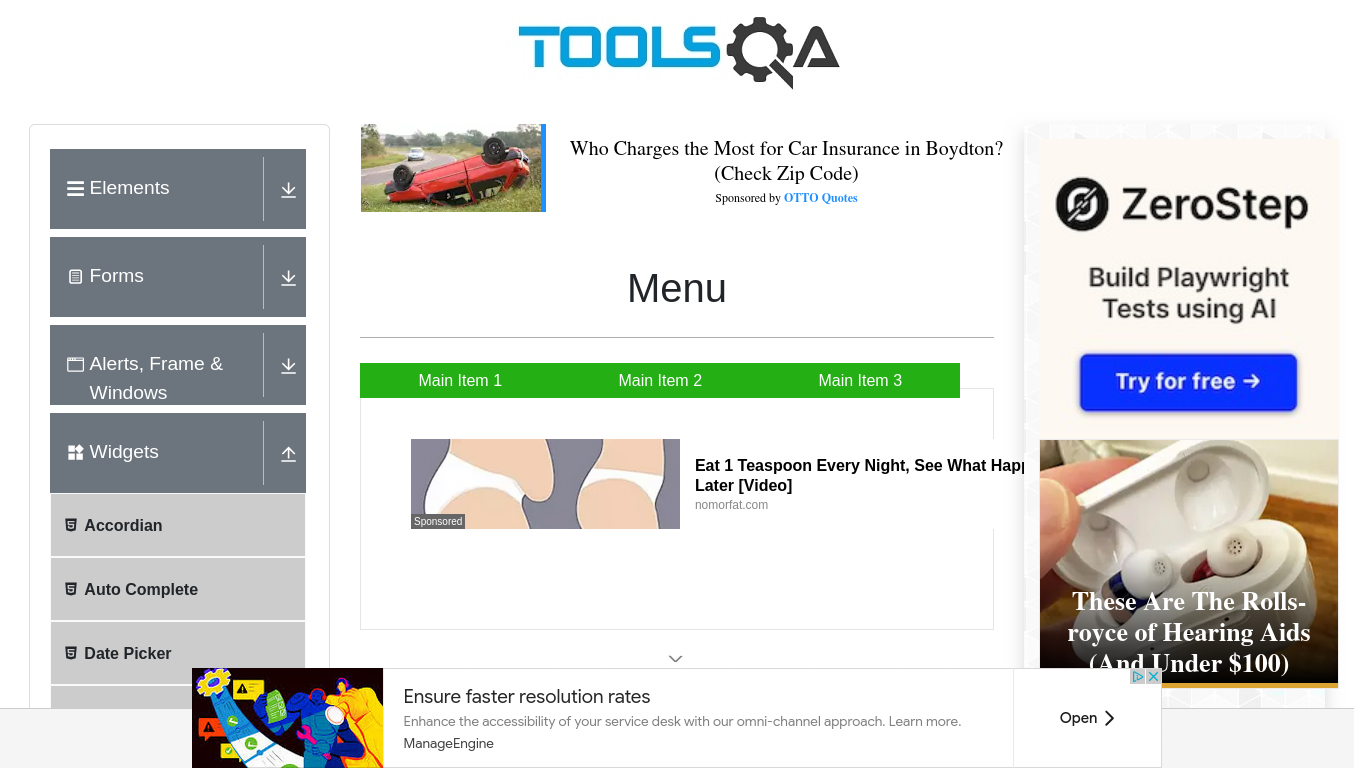 TOOLSQA
Elements
Forms
Alerts, Frame &
Windows
Widgets
Accordian
Auto Complete
Date Picker
Who Charges the Most for Car Insurance in Boydton?
(Check Zip Code)
Sponsored by OTTO Quotes
Menu
Main Item 1
Main Item 2
Main Item 3
Sponsored
Eat 1 Teaspoon Every Night, See What Happ
Later [Video]
nomorfat.com
ZeroStep
Build Playwright
Tests using AI
Try for free →
These Are The Rolls-
royce of Hearing Aids
(And Under $100)
Ensure faster resolution rates
Enhance the accessibility of your service desk with our omni-channel approach. Learn more.
ManageEngine
Open